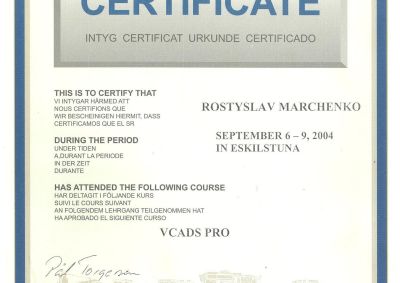 CERTIFICATE
INTYG CERTIFICAT URKUNDE CERTIFICADO
THIS IS TO CERTIFY THAT
VI INTYGAR HÄRMED ATT
NOUS CERTIFIONS QUE
WIR BESCHEINIGEN HIERMIT, DASS
CERTIFICAMOS QUE EL SR
ROSTYSLAV MARCHENKO
DURING THE PERIOD
UNDER TIDEN
A,DURANT LA PERIODE
IN DER ZEIT
DURANTE
SEPTEMBER 6 – 9, 2004
IN ESKILSTUNA
HAS ATTENDED THE FOLLOWING COURSE
HAR DELTAGIT I FÖLJANDE KURS
SUIVI LE COURS SUIVANT
AN FOLGENDEM LEHRGANG TEILGENOMMEN HAT
HA APROBADO EL SIGUIENTE CURSO
VCADS PRO